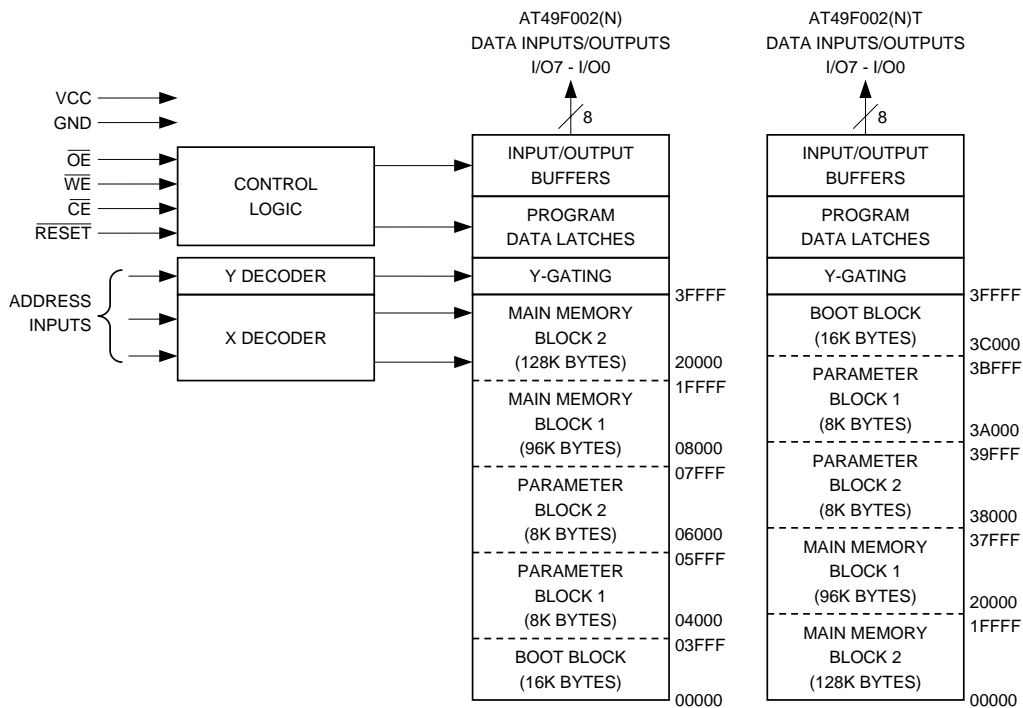 AT49F002(N)
DATA INPUTS/OUTPUTS
I/O7 - I/O0
8
AT49F002(N)T
DATA INPUTS/OUTPUTS
I/O7 - I/O0
8
VCC
GND
OE
WE
CE
RESET
ADDRESS
INPUTS
CONTROL
LOGIC
Y DECODER
X DECODER
INPUT/OUTPUT
BUFFERS
PROGRAM
DATA LATCHES
Y-GATING
3FFFF
MAIN MEMORY
BLOCK 2
(128K BYTES)
20000
1FFFF
MAIN MEMORY
BLOCK 1
(96K BYTES)
08000
07FFF
PARAMETER
BLOCK 2
(8K BYTES)
06000
05FFF
PARAMETER
BLOCK 1
(8K BYTES)
04000
03FFF
BOOT BLOCK
(16K BYTES)
00000
INPUT/OUTPUT
BUFFERS
PROGRAM
DATA LATCHES
Y-GATING
3FFFF
BOOT BLOCK
(16K BYTES)
3C000
3BFFF
PARAMETER
BLOCK 1
(8K BYTES)
3A000
39FFF
PARAMETER
BLOCK 2
(8K BYTES)
38000
37FFF
MAIN MEMORY
BLOCK 1
(96K BYTES)
20000
1FFFF
MAIN MEMORY
BLOCK 2
(128K BYTES)
00000